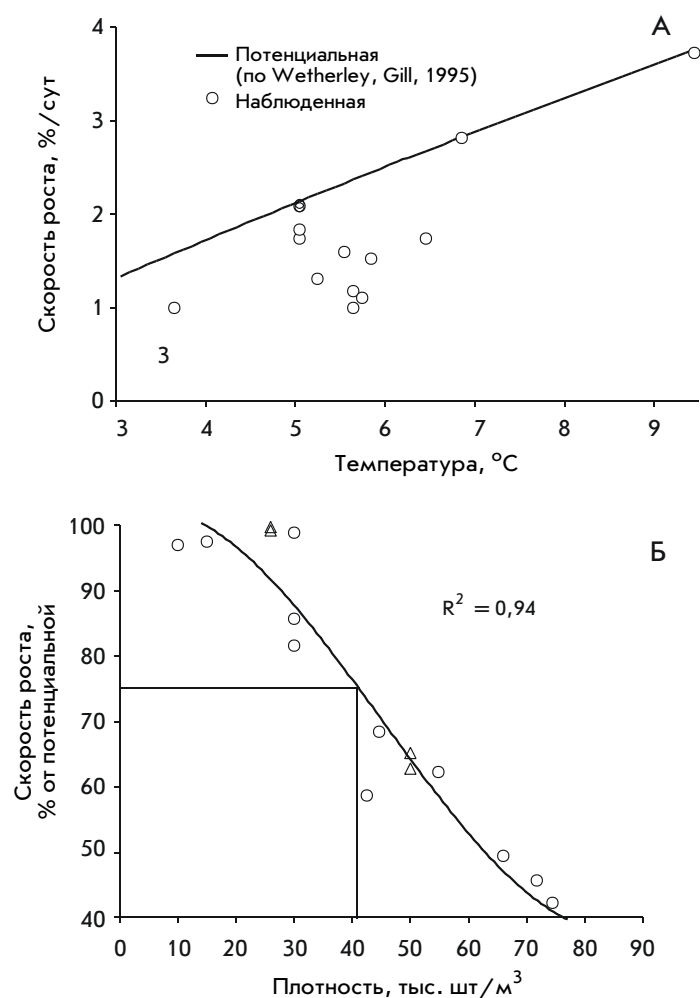 А
Потенциальная
(по Wetherley, Gill, 1995)
Наблюденная
Скорость роста, %/сут
4
3
2
1
0
3
3 4 5 6 7 8 9
Температура, °С
Б
R² = 0,94
Скорость роста,
% от потенциальной
100
90
80
70
60
50
40
0 10 20 30 40 50 60 70 80 90
Плотность, тыс. шт/м³